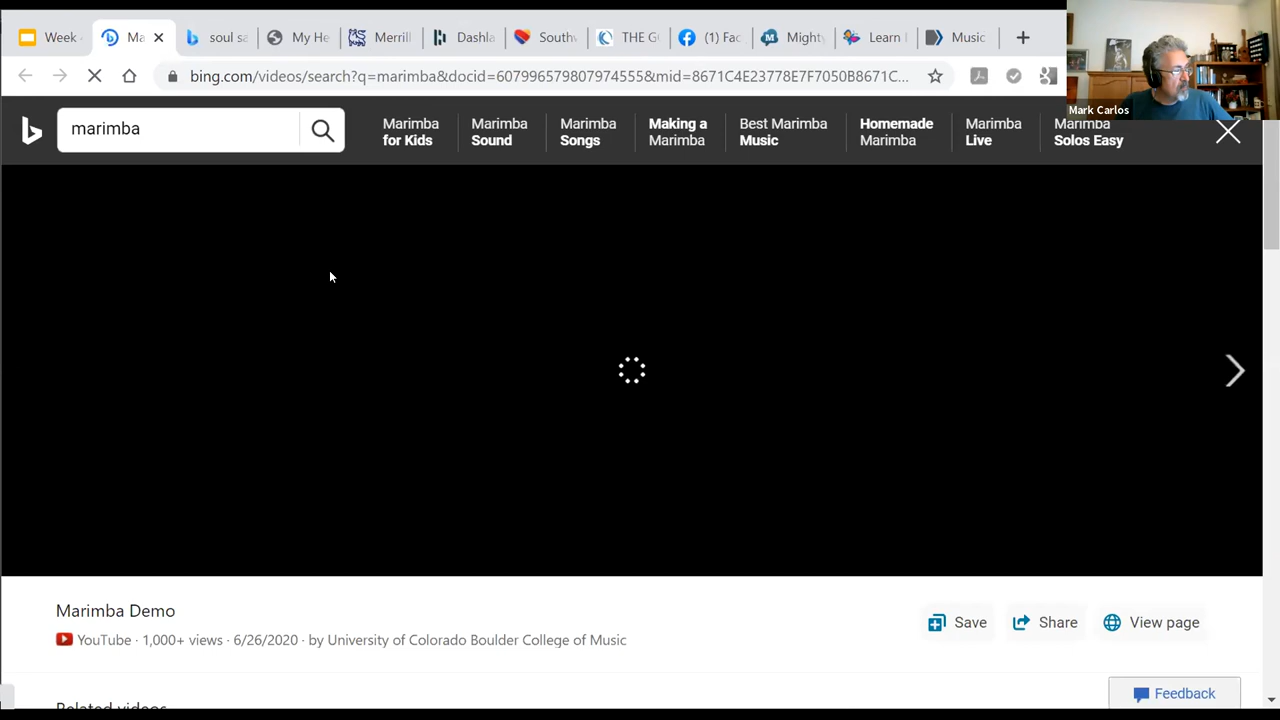 Week
Ma
soul sa
My He
Merrill
Dashla
Southw
THE G
(1) Fac
Mighty
Learn
Music
bing.com/videos/search?q=marimba&docid=607996579807974555&mid=8671C4E23778E7F7050B8671C...
Mark Carlos
marimba
Marimba for Kids
Marimba Sound
Marimba Songs
Making a Marimba
Best Marimba Music
Homemade Marimba
Marimba Live
Marimba Solos Easy
Marimba Demo
Save
Share
View page
YouTube · 1,000+ views · 6/26/2020 · by University of Colorado Boulder College of Music
Feedback
Related videos